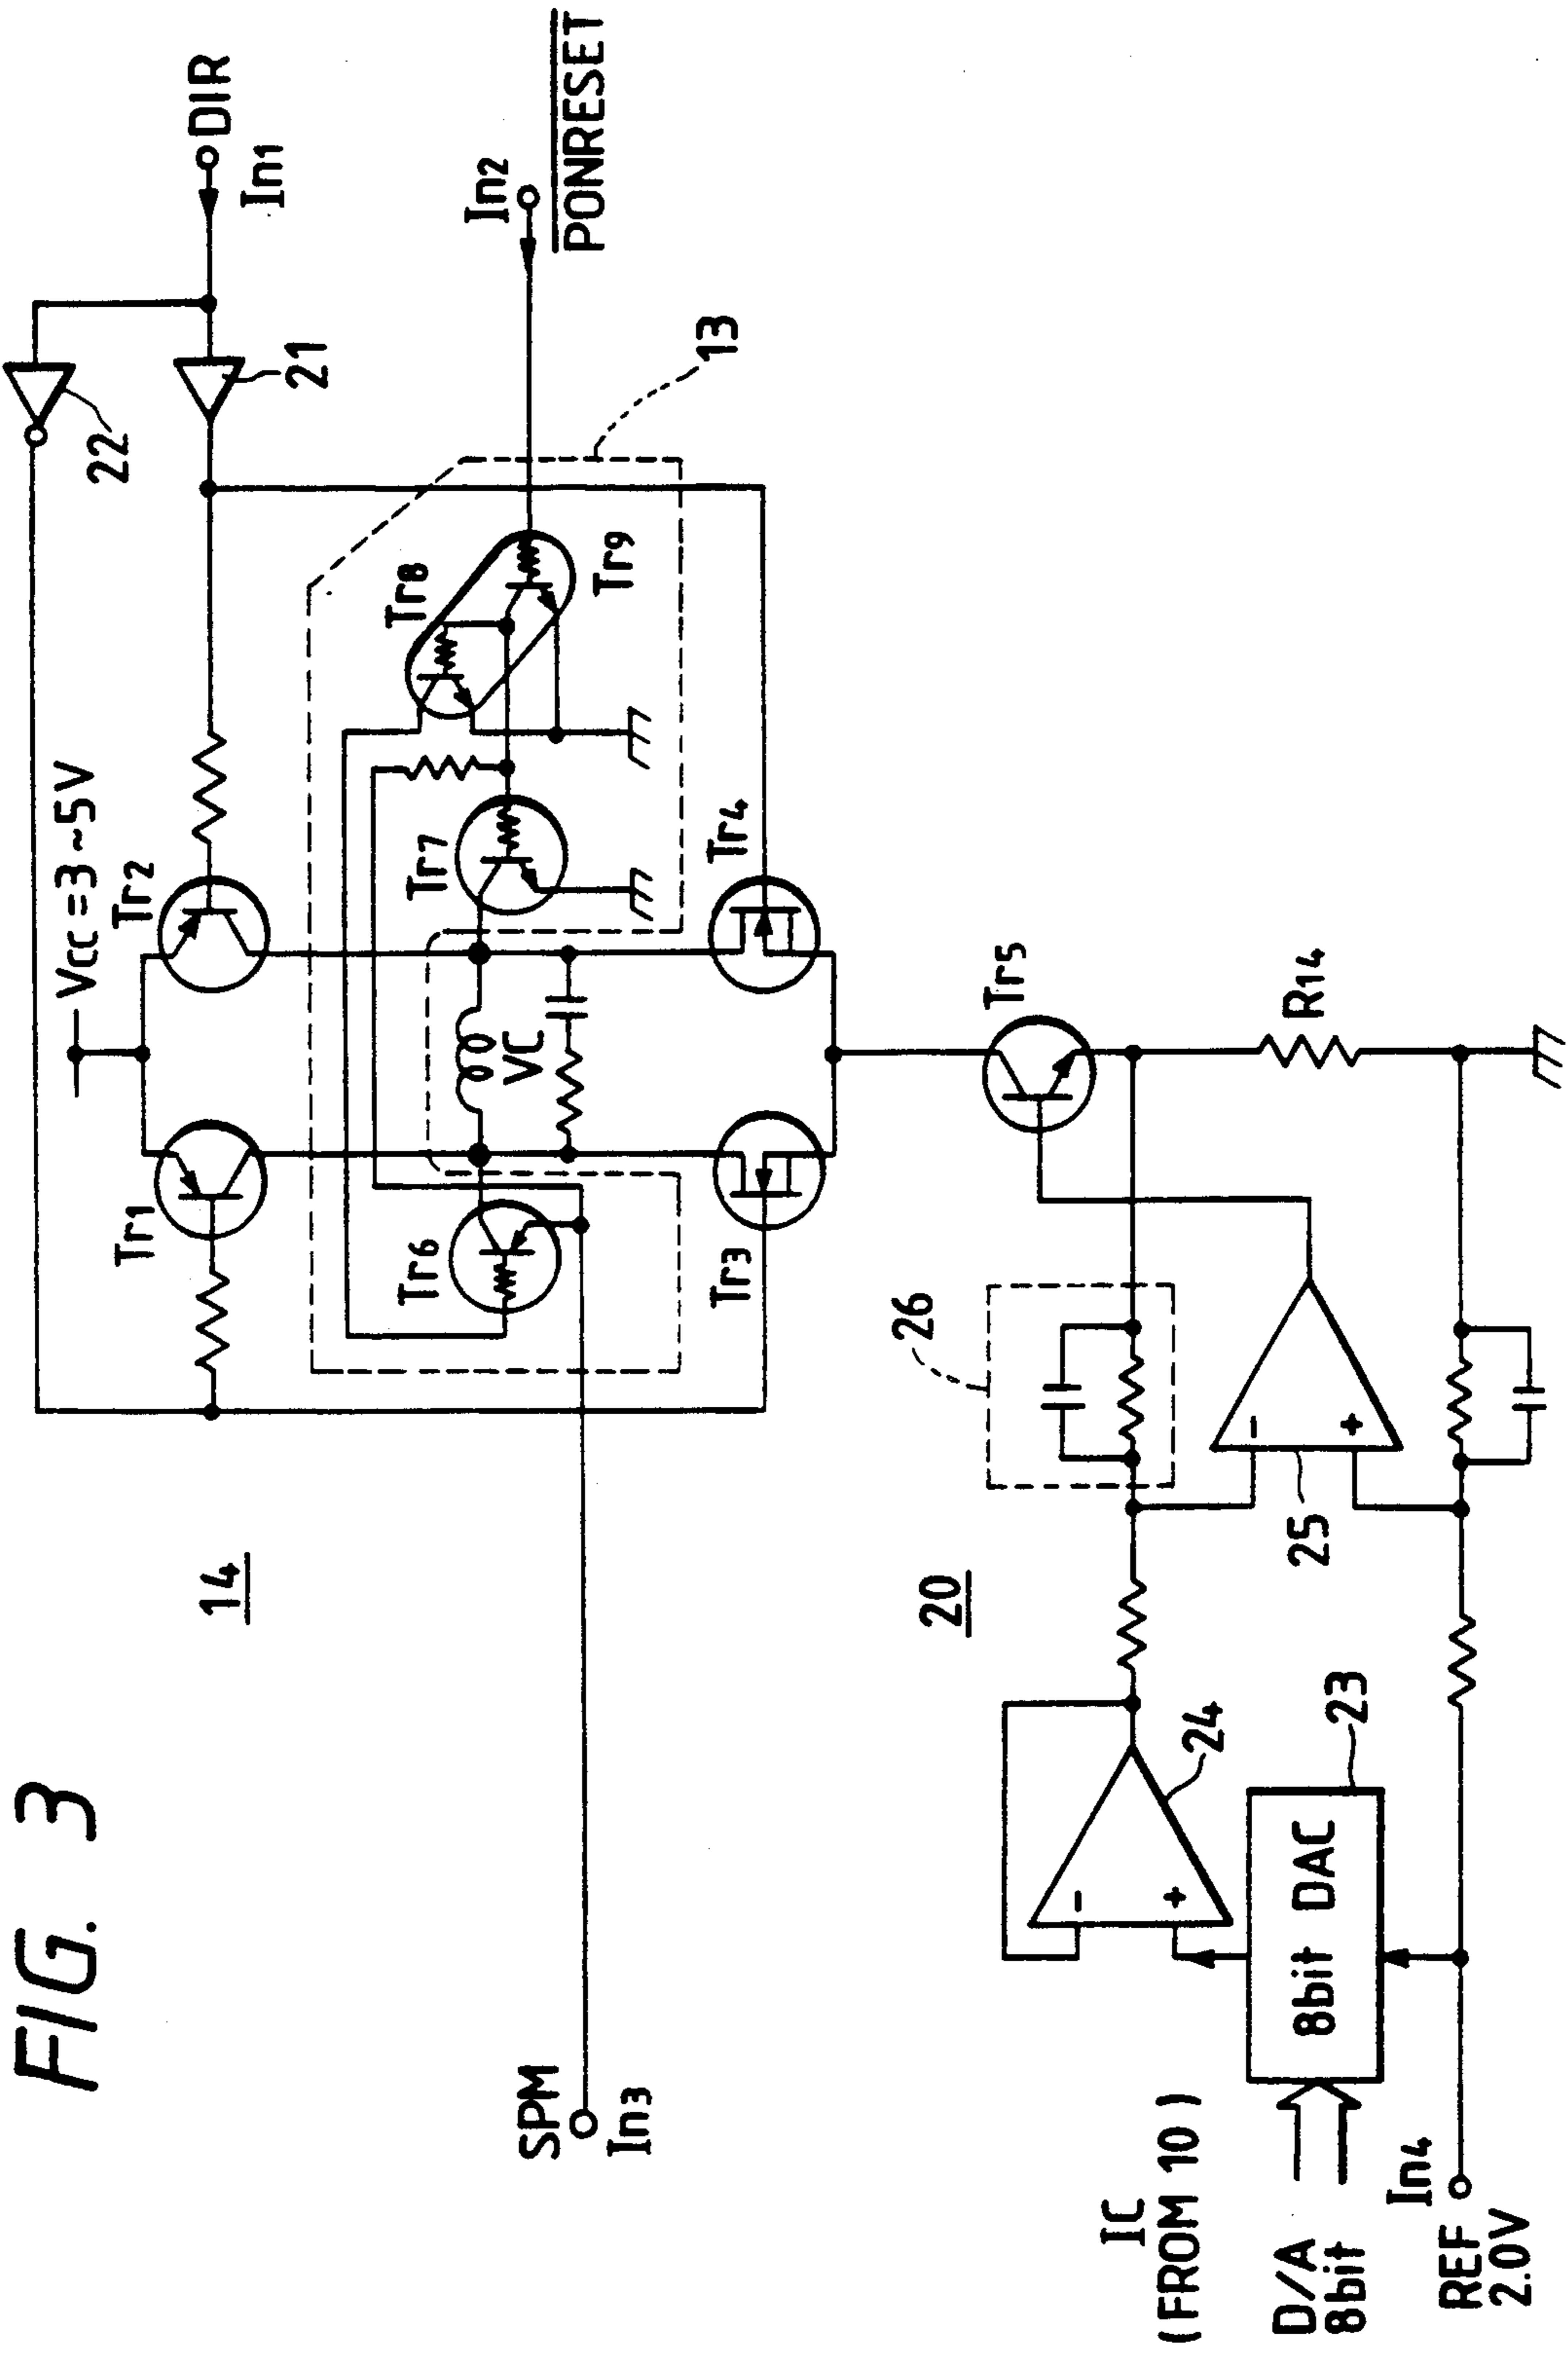 FIG. 3
14
SPM
In3
Vcc=3~5V
Tr1
Tr2
22
21
DIR
In1
In2
PONRESET
13
Tr6
VC
Tr7
Tr8
Tr9
Tr3
Tr4
20
26
Tr5
R14
24
25
23
8bit DAC
IC
(FROM 10)
D/A
8bit
In4
REF
2.0V